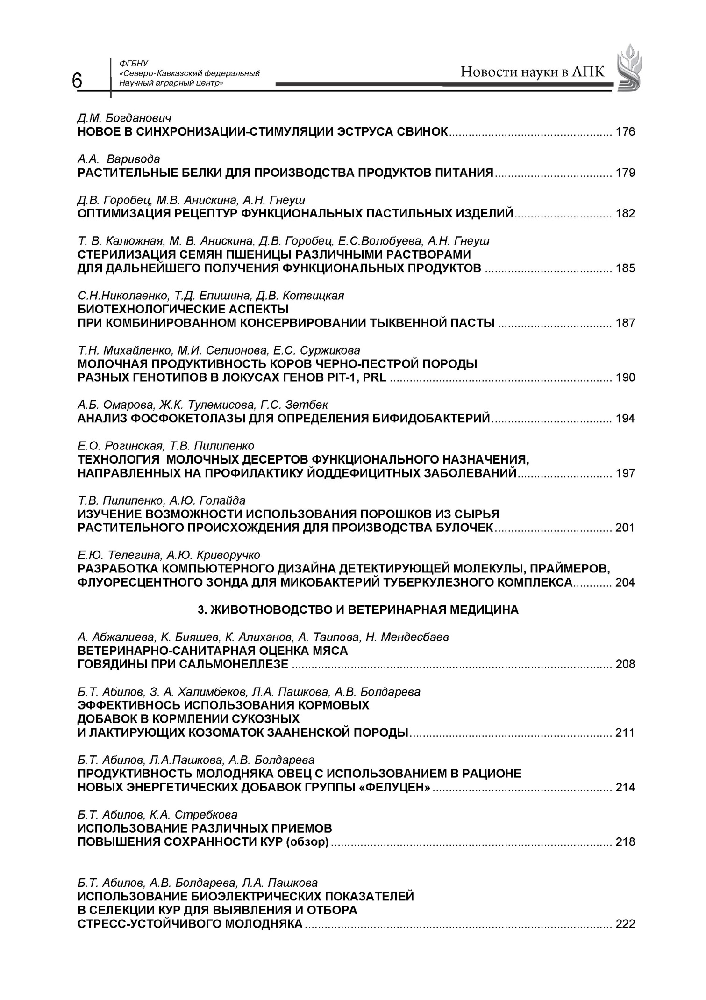 6
ФГБНУ
«Северо-Кавказский федеральный
Научный аграрный центр»
Новости науки в АПК
Д.М. Богданович
НОВОЕ В СИНХРОНИЗАЦИИ-СТИМУЛЯЦИИ ЭСТРУСА СВИНОК.................................................. 176
А.А.  Варивода
РАСТИТЕЛЬНЫЕ БЕЛКИ ДЛЯ ПРОИЗВОДСТВА ПРОДУКТОВ ПИТАНИЯ.................................... 179
Д.В. Горобец, М.В. Анискина, А.Н. Гнеуш
ОПТИМИЗАЦИЯ РЕЦЕПТУР ФУНКЦИОНАЛЬНЫХ ПАСТИЛЬНЫХ ИЗДЕЛИЙ.............................. 182
Т. В. Калюжная, М. В. Анискина, Д.В. Горобец, Е.С.Волобуева, А.Н. Гнеуш
СТЕРИЛИЗАЦИЯ СЕМЯН ПШЕНИЦЫ РАЗЛИЧНЫМИ РАСТВОРАМИ
ДЛЯ ДАЛЬНЕЙШЕГО ПОЛУЧЕНИЯ ФУНКЦИОНАЛЬНЫХ ПРОДУКТОВ ....................................... 185
С.Н.Николаенко, Т.Д. Епишина, Д.В. Котвицкая
БИОТЕХНОЛОГИЧЕСКИЕ АСПЕКТЫ
ПРИ КОМБИНИРОВАННОМ КОНСЕРВИРОВАНИИ ТЫКВЕННОЙ ПАСТЫ ................................... 187
Т.Н. Михайленко, М.И. Селионова, Е.С. Суржикова
МОЛОЧНАЯ ПРОДУКТИВНОСТЬ КОРОВ ЧЕРНО-ПЕСТРОЙ ПОРОДЫ
РАЗНЫХ ГЕНОТИПОВ В ЛОКУСАХ ГЕНОВ PIT-1, PRL .................................................................... 190
А.Б. Омарова, Ж.К. Тулемисова, Г.С. Зетбек
АНАЛИЗ ФОСФОКЕТОЛАЗЫ ДЛЯ ОПРЕДЕЛЕНИЯ БИФИДОБАКТЕРИЙ..................................... 194
Е.О. Рогинская, Т.В. Пилипенко
ТЕХНОЛОГИЯ  МОЛОЧНЫХ ДЕСЕРТОВ ФУНКЦИОНАЛЬНОГО НАЗНАЧЕНИЯ,
НАПРАВЛЕННЫХ НА ПРОФИЛАКТИКУ ЙОДДЕФИЦИТНЫХ ЗАБОЛЕВАНИЙ............................. 197
Т.В. Пилипенко, А.Ю. Голайда
ИЗУЧЕНИЕ ВОЗМОЖНОСТИ ИСПОЛЬЗОВАНИЯ ПОРОШКОВ ИЗ СЫРЬЯ
РАСТИТЕЛЬНОГО ПРОИСХОЖДЕНИЯ ДЛЯ ПРОИЗВОДСТВА БУЛОЧЕК.................................... 201
Е.Ю. Телегина, А.Ю. Криворучко
РАЗРАБОТКА КОМПЬЮТЕРНОГО ДИЗАЙНА ДЕТЕКТИРУЮЩЕЙ МОЛЕКУЛЫ, ПРАЙМЕРОВ,
ФЛУОРЕСЦЕНТНОГО ЗОНДА ДЛЯ МИКОБАКТЕРИЙ ТУБЕРКУЛЕЗНОГО КОМПЛЕКСА............ 204
3. ЖИВОТНОВОДСТВО И ВЕТЕРИНАРНАЯ МЕДИЦИНА
А. Абжалиева, К. Бияшев, К. Алиханов, А. Таипова, Н. Мендесбаев
ВЕТЕРИНАРНО-САНИТАРНАЯ ОЦЕНКА МЯСА
ГОВЯДИНЫ ПРИ САЛЬМОНЕЛЛЕЗЕ .................................................................................................. 208
Б.Т. Абилов, З. А. Халимбеков, Л.А. Пашкова, А.В. Болдарева
ЭФФЕКТИВНОСЬ ИСПОЛЬЗОВАНИЯ КОРМОВЫХ
ДОБАВОК В КОРМЛЕНИИ СУКОЗНЫХ
И ЛАКТИРУЮЩИХ КОЗОМАТОК ЗААНЕНСКОЙ ПОРОДЫ.............................................................. 211
Б.Т. Абилов, Л.А.Пашкова, А.В. Болдарева
ПРОДУКТИВНОСТЬ МОЛОДНЯКА ОВЕЦ С ИСПОЛЬЗОВАНИЕМ В РАЦИОНЕ
НОВЫХ ЭНЕРГЕТИЧЕСКИХ ДОБАВОК ГРУППЫ «ФЕЛУЦЕН» ....................................................... 214
Б.Т. Абилов, К.А. Стребкова
ИСПОЛЬЗОВАНИЕ РАЗЛИЧНЫХ ПРИЕМОВ
ПОВЫШЕНИЯ СОХРАННОСТИ КУР (обзор) ...................................................................................... 218
Б.Т. Абилов, А.В. Болдарева, Л.А. Пашкова
ИСПОЛЬЗОВАНИЕ БИОЭЛЕКТРИЧЕСКИХ ПОКАЗАТЕЛЕЙ
В СЕЛЕКЦИИ КУР ДЛЯ ВЫЯВЛЕНИЯ И ОТБОРА
СТРЕСС-УСТОЙЧИВОГО МОЛОДНЯКА.............................................................................................. 222